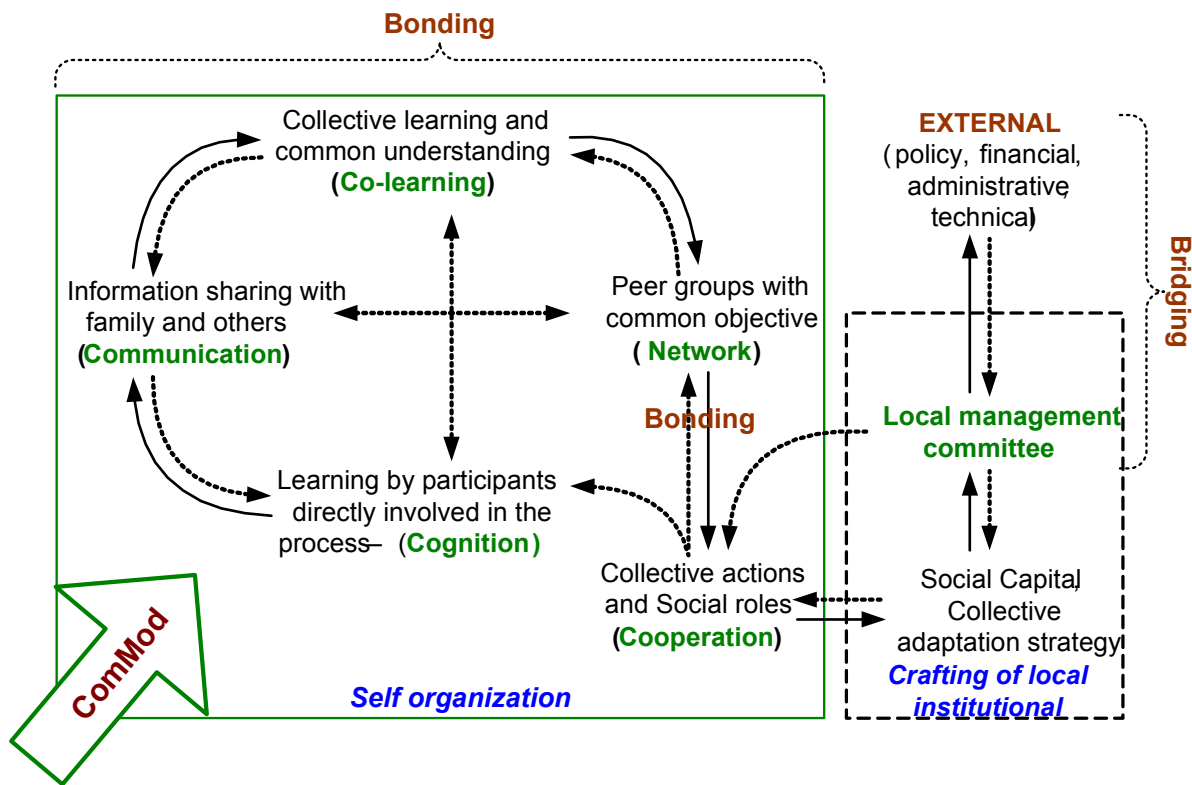 Bonding
Collective learning and
common understanding
(Co-learning)
EXTERNAL
( policy, financial,
administrative,
technical)
Bridging
Information sharing with
family and others
(Communication)
Peer groups with
common objective
( Network)
Bonding
Local management
committee
Learning by participants
directly involved in the
process– (Cognition)
Collective actions
and Social roles
(Cooperation)
Social Capital,
Collective
adaptation strategy
Crafting of local
institutional
ComMod
Self organization